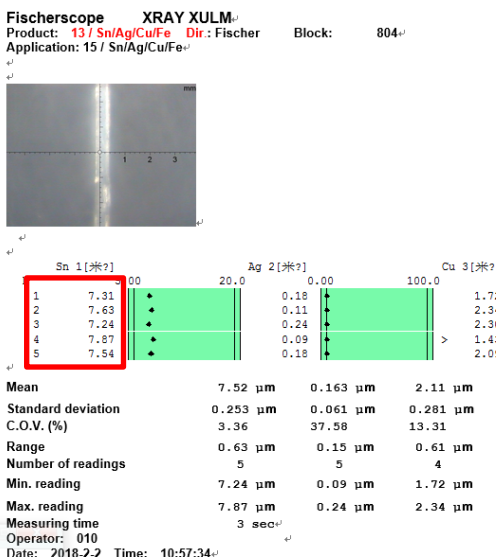 Fischerscope XRAY XULM
Product: 13 / Sn/Ag/Cu/Fe Dir.: Fischer Block: 804
Application: 15 / Sn/Ag/Cu/Fe
mm
1 2 3
Sn 1[米?] Ag 2[米?] Cu 3[米?
.00 20.0 0.00 100.0
1 7.31 0.18 1.72
2 7.63 0.11 2.34
3 7.24 0.24
4 7.87 0.09 > 1.43
5 7.54 0.18 2.09
Mean 7.52 µm 0.163 µm 2.11 µm
Standard deviation 0.253 µm 0.061 µm 0.281 µm
C.O.V. (%) 3.36 37.58 13.31
Range 0.63 µm 0.15 µm 0.61 µm
Number of readings 5 5 4
Min. reading 7.24 µm 0.09 µm 1.72 µm
Max. reading 7.87 µm 0.24 µm 2.34 µm
Measuring time 3 sec
Operator: 010
Date: 2018-2-2 Time: 10:57:34